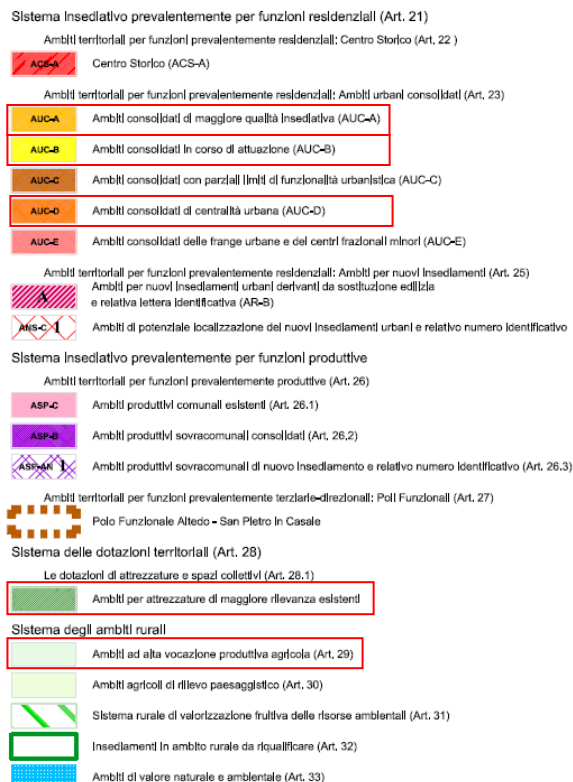 Sistema insediativo prevalentemente per funzioni residenziali (Art. 21)
Ambiti territoriali per funzioni prevalentemente residenziali: Centro Storico (Art. 22 )
ACS-A Centro Storico (ACS-A)
Ambiti territoriali per funzioni prevalentemente residenziali: Ambiti urbani consolidati (Art. 23)
AUC-A Ambiti consolidati di maggiore qualità insediativa (AUC-A)
AUC-B Ambiti consolidati in corso di attuazione (AUC-B)
AUC-C Ambiti consolidati con parziali limiti di funzionalità urbanistica (AUC-C)
AUC-D Ambiti consolidati di centralità urbana (AUC-D)
AUC-E Ambiti consolidati delle frange urbane e dei centri frazionali minori (AUC-E)
Ambiti territoriali per funzioni prevalentemente residenziali: Ambiti per nuovi insediamenti (Art. 25)
A Ambiti per nuovi insediamenti urbani derivanti da sostituzione edilizia
e relativa lettera identificativa (AR-B)
ANS-C 1 Ambiti di potenziale localizzazione dei nuovi insediamenti urbani e relativo numero identificativo
Sistema insediativo prevalentemente per funzioni produttive
Ambiti territoriali per funzioni prevalentemente produttive (Art. 26)
ASP-C Ambiti produttivi comunali esistenti (Art. 26.1)
ASP-B Ambiti produttivi sovracomunali consolidati (Art. 26.2)
ASP-AN 1 Ambiti produttivi sovracomunali di nuovo insediamento e relativo numero identificativo (Art. 26.3)
Ambiti territoriali per funzioni prevalentemente terziarie-direzionali: Poli Funzionali (Art. 27)
Polo Funzionale Altedo - San Pietro in Casale
Sistema delle dotazioni territoriali (Art. 28)
Le dotazioni di attrezzature e spazi collettivi (Art. 28.1)
Ambiti per attrezzature di maggiore rilevanza esistenti
Sistema degli ambiti rurali
Ambiti ad alta vocazione produttiva agricola (Art. 29)
Ambiti agricoli di rilievo paesaggistico (Art. 30)
Sistema rurale di valorizzazione fruitiva delle risorse ambientali (Art. 31)
Insediamenti in ambito rurale da riqualificare (Art. 32)
Ambiti di valore naturale e ambientale (Art. 33)